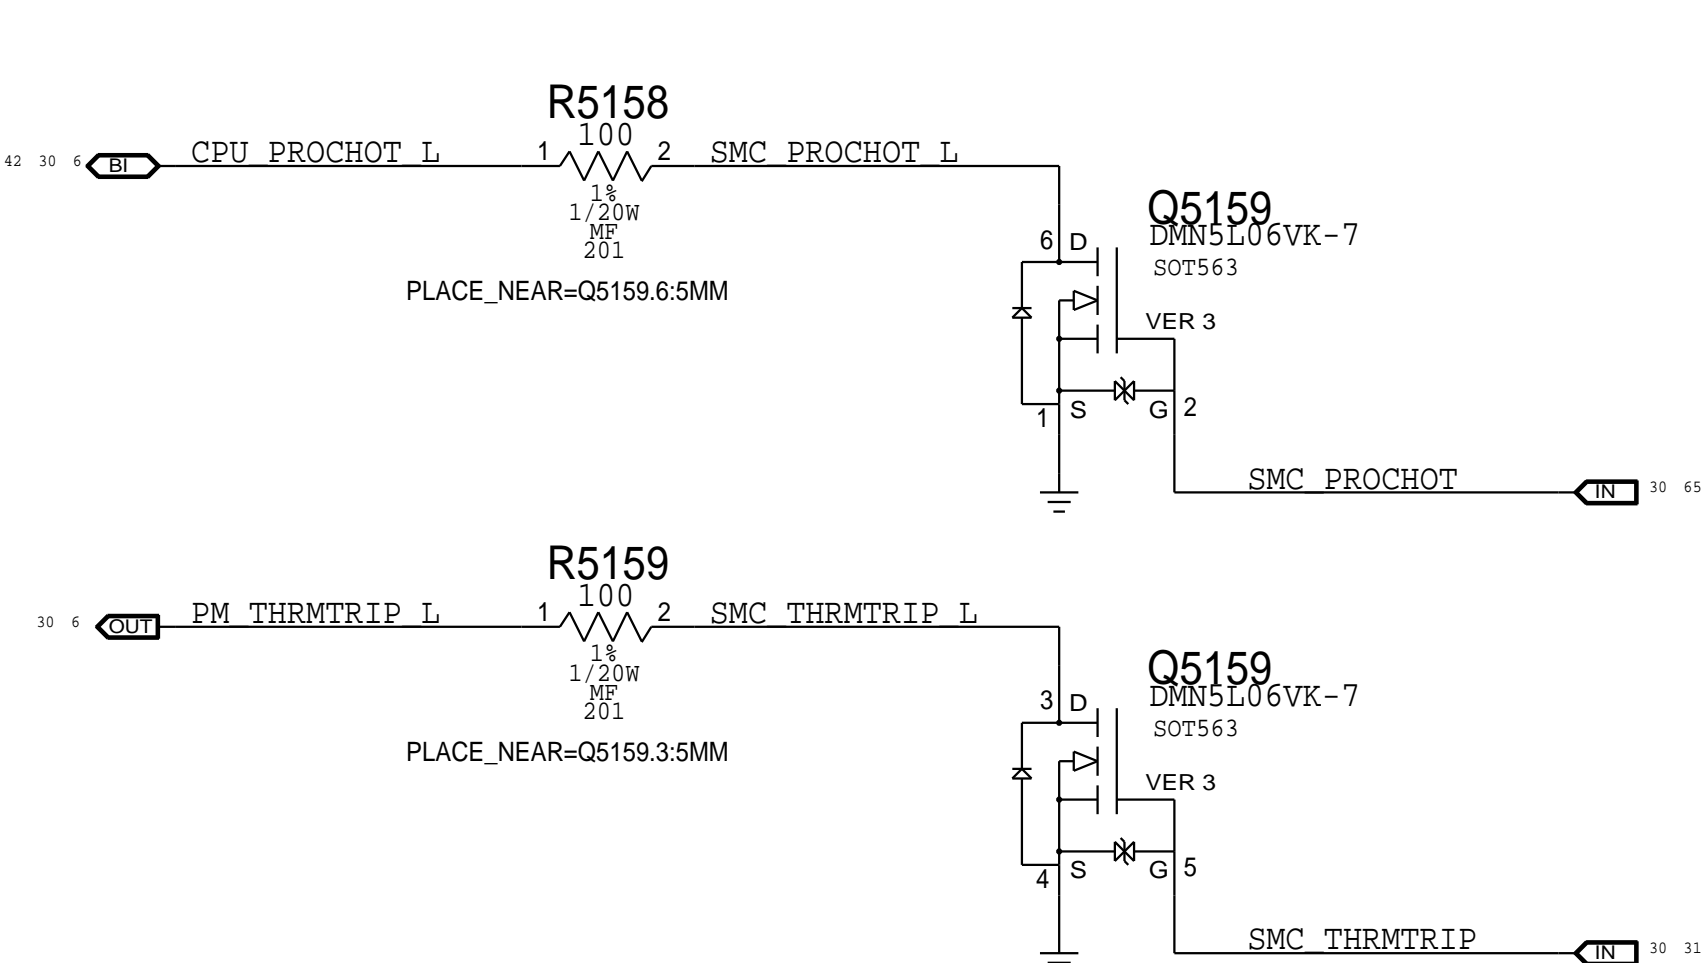 R5158
100
42 30 6 BI CPU_PROCHOT_L 1 2 SMC_PROCHOT_L
1%
1/20W
MF
201
PLACE_NEAR=Q5159.6:5MM
Q5159
DMN5L06VK-7
SOT563
6 D
VER 3
1 S G 2
SMC_PROCHOT IN 30 65
R5159
100
30 6 OUT PM_THRMTRIP_L 1 2 SMC_THRMTRIP_L
1%
1/20W
MF
201
PLACE_NEAR=Q5159.3:5MM
Q5159
DMN5L06VK-7
SOT563
3 D
VER 3
4 S G 5
SMC_THRMTRIP IN 30 31